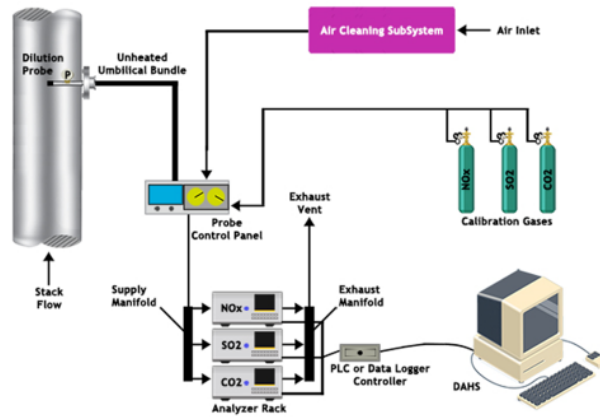 Air Cleaning SubSystem
Air Inlet
Dilution
Probe
P
Unheated
Umbilical Bundle
NOx
SO2
CO2
Calibration Gases
Probe
Control Panel
Exhaust
Vent
Stack
Flow
Supply
Manifold
Exhaust
Manifold
NOx
SO2
CO2
Analyzer Rack
PLC or Data Logger
Controller
DAHS